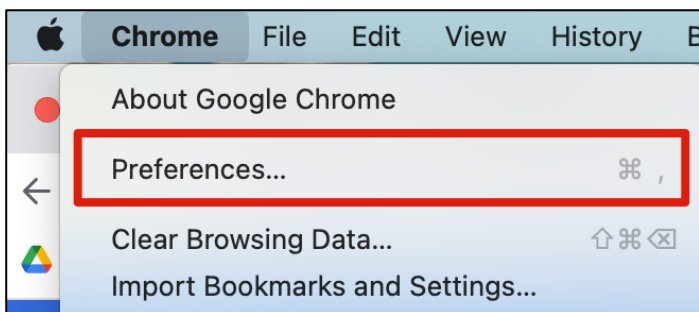 Chrome File Edit View History B
About Google Chrome
Preferences... ⌘ ,
Clear Browsing Data... ⇧⌘⌫
Import Bookmarks and Settings...